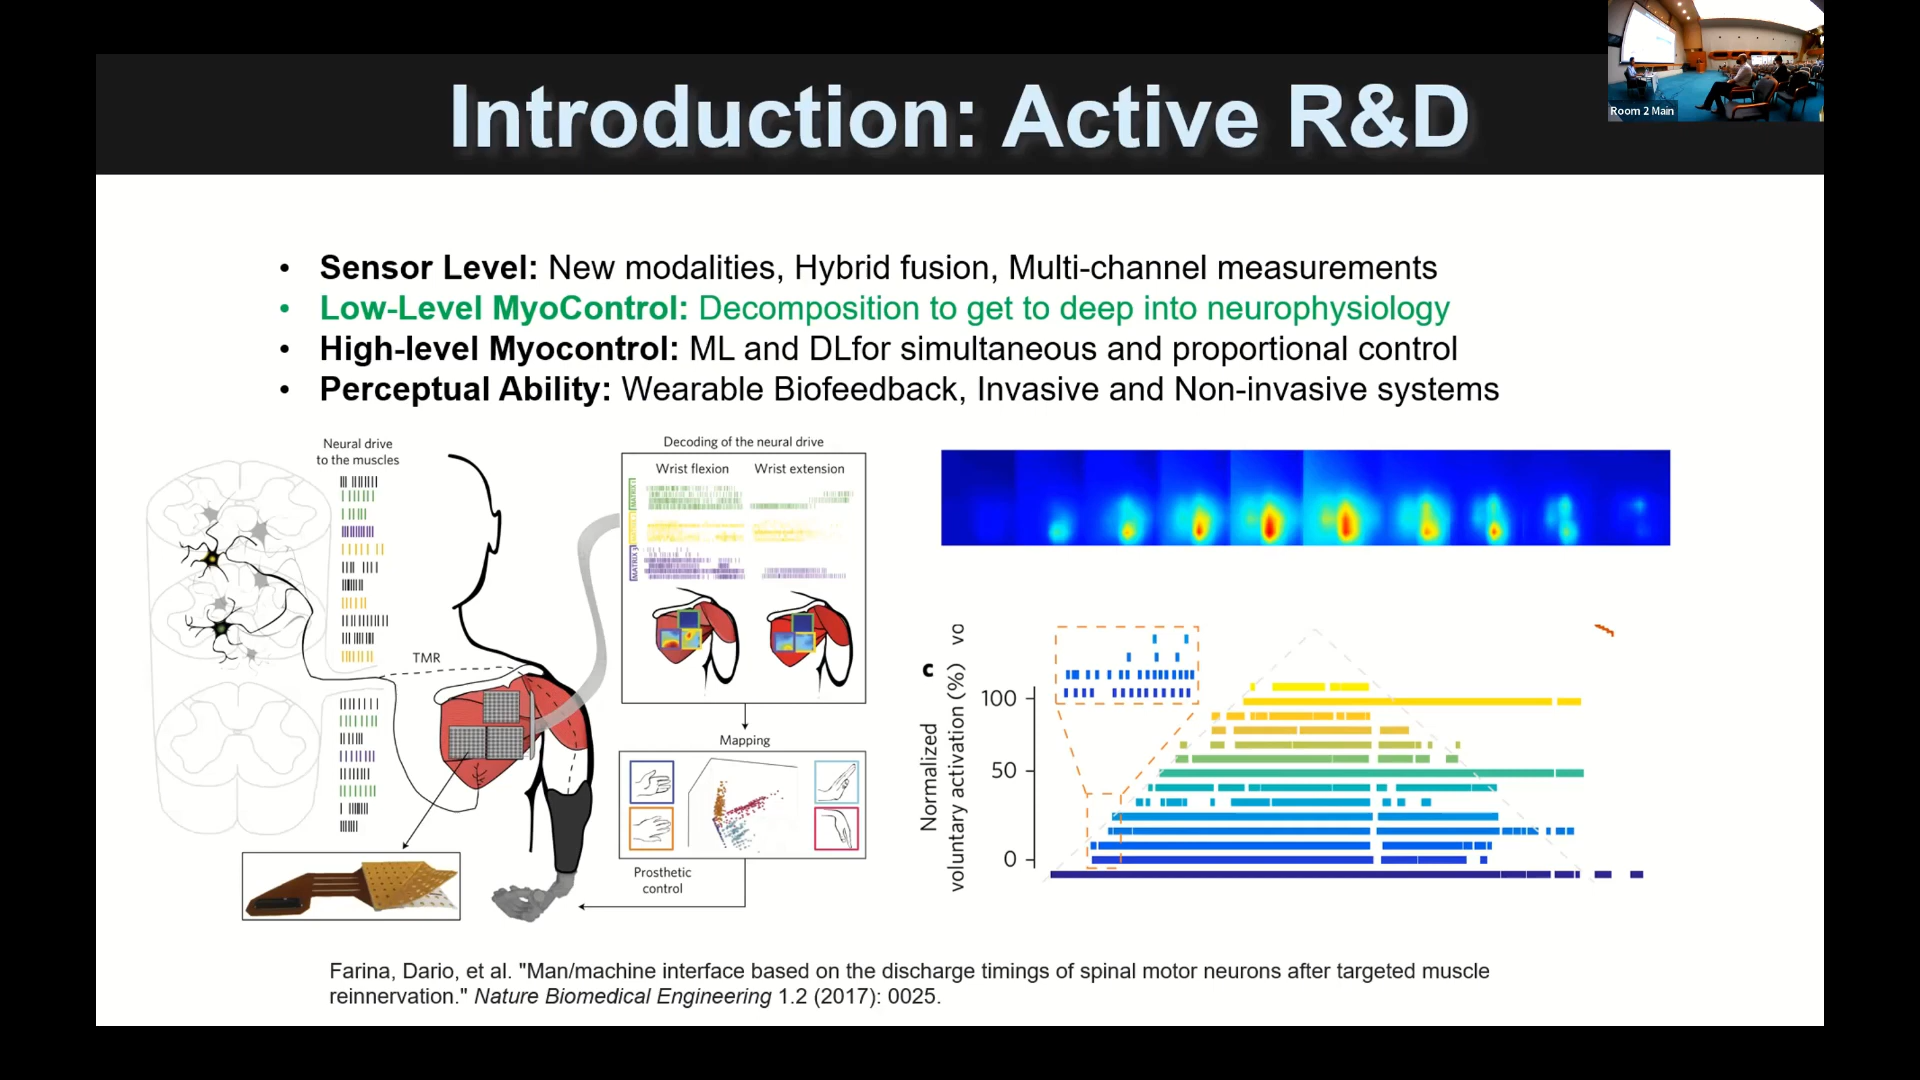 Room 2 Main
Introduction: Active R&D
• Sensor Level: New modalities, Hybrid fusion, Multi-channel measurements
• Low-Level MyoControl: Decomposition to get to deep into neurophysiology
• High-level Myocontrol: ML and DLfor simultaneous and proportional control
• Perceptual Ability: Wearable Biofeedback, Invasive and Non-invasive systems
Neural drive
to the muscles
TMR
Decoding of the neural drive
Wrist flexion Wrist extension
MATRIX 3
Mapping
Prosthetic
control
c
vo
Normalized
voluntary activation (%)
100
50
0
Farina, Dario, et al. "Man/machine interface based on the discharge timings of spinal motor neurons after targeted muscle
reinnervation." Nature Biomedical Engineering 1.2 (2017): 0025.